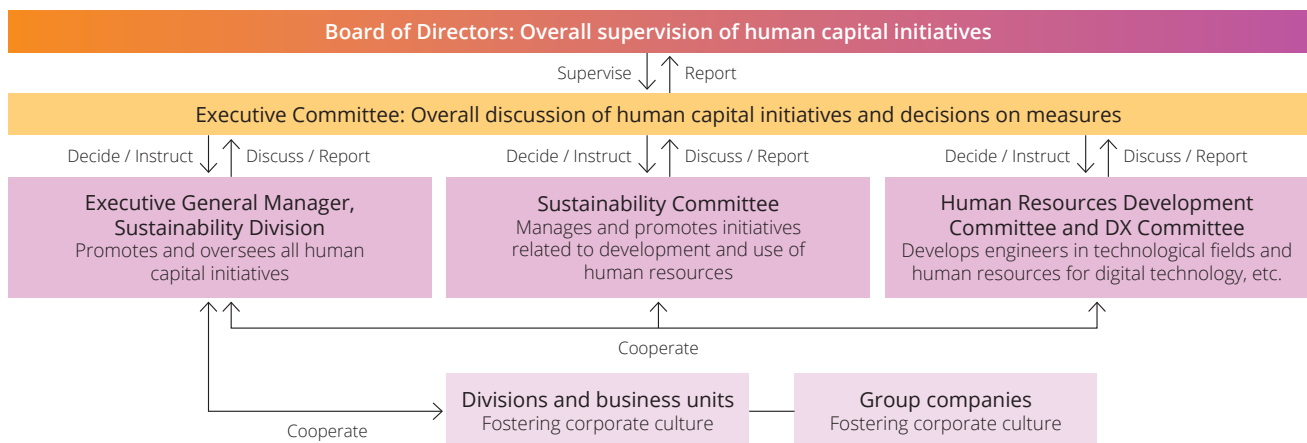 Board of Directors: Overall supervision of human capital initiatives
Supervise
Report
Executive Committee: Overall discussion of human capital initiatives and decisions on measures
Decide / Instruct
Discuss / Report
Decide / Instruct
Discuss / Report
Decide / Instruct
Discuss / Report
Executive General Manager,
Sustainability Division
Promotes and oversees all human
capital initiatives
Sustainability Committee
Manages and promotes initiatives
related to development and use of
human resources
Human Resources Development
Committee and DX Committee
Develops engineers in technological fields and
human resources for digital technology, etc.
Cooperate
Divisions and business units
Fostering corporate culture
Group companies
Fostering corporate culture
Cooperate